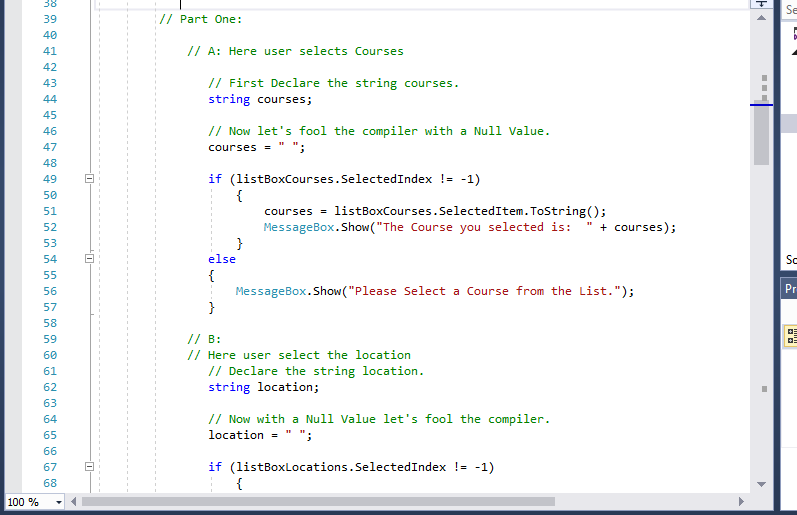 38
39 // Part One:
40
41 // A: Here user selects Courses
42
43 // First Declare the string courses.
44 string courses;
45
46 // Now let's fool the compiler with a Null Value.
47 courses = " ";
48
49 if (listBoxCourses.SelectedIndex != -1)
50 {
51 courses = listBoxCourses.SelectedItem.ToString();
52 MessageBox.Show("The Course you selected is:  " + courses);
53 }
54 else
55 {
56 MessageBox.Show("Please Select a Course from the List.");
57 }
58
59 // B:
60 // Here user select the location
61 // Declare the string location.
62 string location;
63
64 // Now with a Null Value let's fool the compiler.
65 location = " ";
66
67 if (listBoxLocations.SelectedIndex != -1)
68 {
100 %
Se
So
Pr